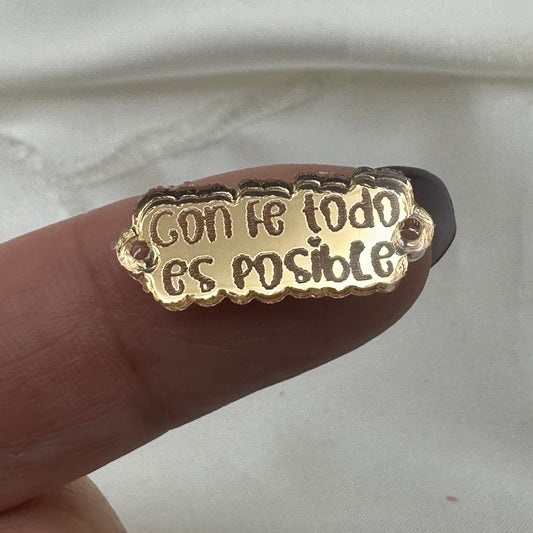 con fe todo
es posible